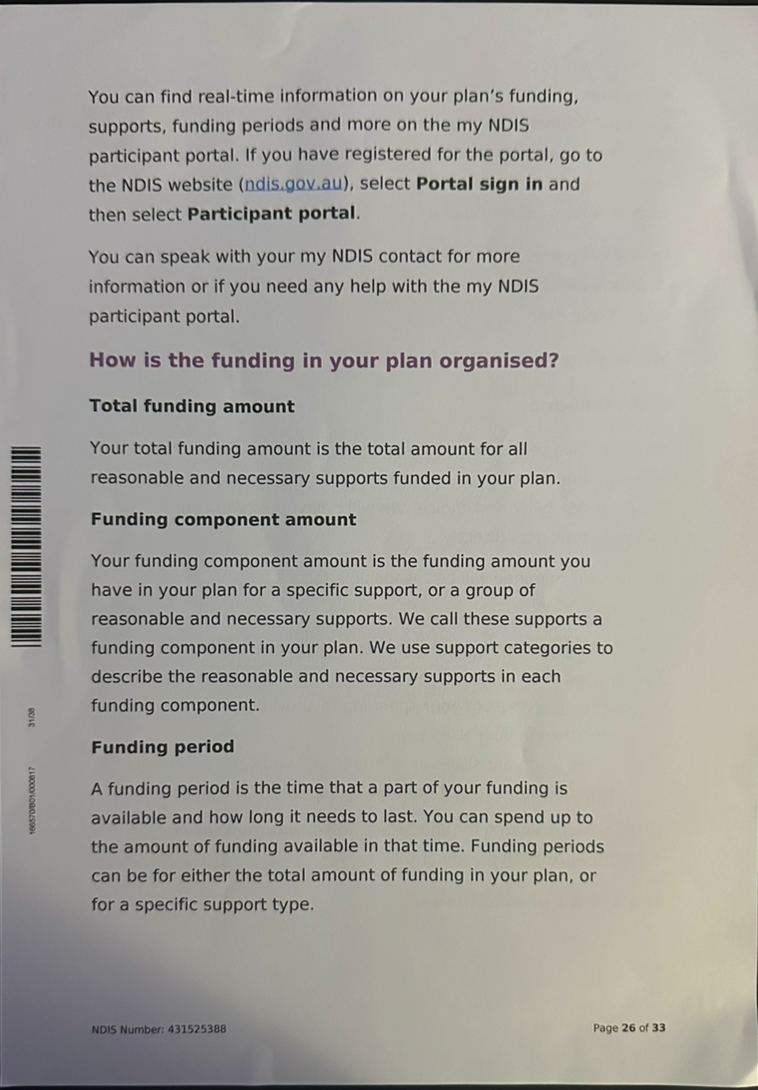 You can find real-time information on your plan's funding,
supports, funding periods and more on the my NDIS
participant portal. If you have registered for the portal, go to
the NDIS website (ndis.gov.au), select Portal sign in and
then select Participant portal.
You can speak with your my NDIS contact for more
information or if you need any help with the my NDIS
participant portal.
How is the funding in your plan organised?
Total funding amount
Your total funding amount is the total amount for all
reasonable and necessary supports funded in your plan.
Funding component amount
Your funding component amount is the funding amount you
have in your plan for a specific support, or a group of
reasonable and necessary supports. We call these supports a
funding component in your plan. We use support categories to
describe the reasonable and necessary supports in each
funding component.
Funding period
A funding period is the time that a part of your funding is
available and how long it needs to last. You can spend up to
the amount of funding available in that time. Funding periods
can be for either the total amount of funding in your plan, or
for a specific support type.
31/38
NDIS Number: 431525388
Page 26 of 33